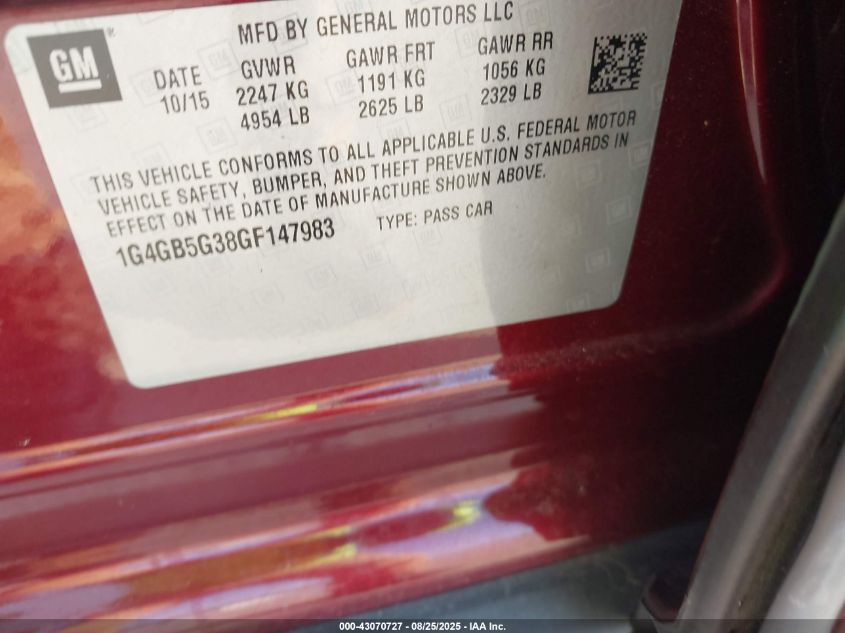 GM
MFD BY GENERAL MOTORS LLC
DATE GVWR GAWR FRT GAWR RR
10/15 2247 KG 1191 KG 1056 KG
4954 LB 2625 LB 2329 LB
THIS VEHICLE CONFORMS TO ALL APPLICABLE U.S. FEDERAL MOTOR
VEHICLE SAFETY, BUMPER, AND THEFT PREVENTION STANDARDS IN
EFFECT ON THE DATE OF MANUFACTURE SHOWN ABOVE.
1G4GB5G38GF147983 TYPE: PASS CAR
000-43070727 - 08/25/2025 - IAA Inc.